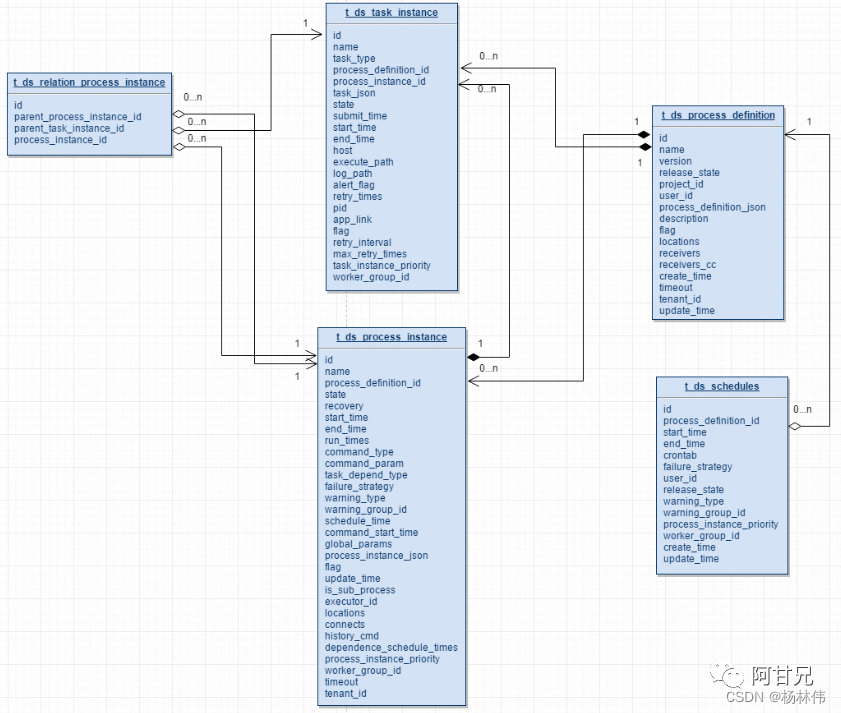 t_ds_relation_process_instance
id
parent_process_instance_id
parent_task_instance_id
process_instance_id
0...n
0...n
0...n
1
t_ds_task_instance
id
name
task_type
process_definition_id
process_instance_id
task_json
state
submit_time
start_time
end_time
host
execute_path
log_path
alert_flag
retry_times
pid
app_link
flag
retry_interval
max_retry_times
task_instance_priority
worker_group_id
0...n
0...n
1
1
t_ds_process_definition
id
name
version
release_state
project_id
user_id
process_definition_json
description
flag
locations
receivers
receivers_cc
create_time
timeout
tenant_id
update_time
1
1
1
t_ds_process_instance
id
name
process_definition_id
state
recovery
start_time
end_time
run_times
command_type
command_param
task_depend_type
failure_strategy
warning_type
warning_group_id
schedule_time
command_start_time
global_params
process_instance_json
flag
update_time
is_sub_process
executor_id
locations
connects
history_cmd
dependence_schedule_times
process_instance_priority
worker_group_id
timeout
tenant_id
1
0...n
t_ds_schedules
id
process_definition_id
start_time
end_time
crontab
failure_strategy
user_id
release_state
warning_type
warning_group_id
process_instance_priority
worker_group_id
create_time
update_time
0...n
阿甘兄
CSDN @杨林伟